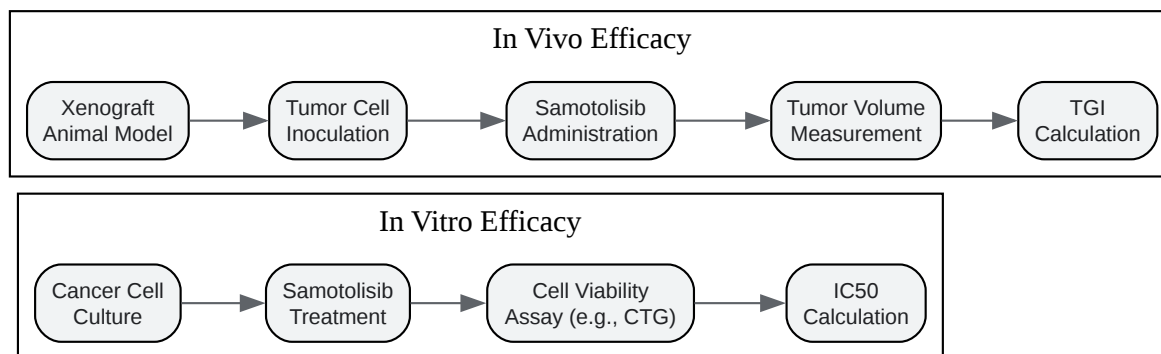 In Vivo Efficacy
Xenograft
Animal Model
Tumor Cell
Inoculation
Samotolisib
Administration
Tumor Volume
Measurement
TGI
Calculation
In Vitro Efficacy
Cancer Cell
Culture
Samotolisib
Treatment
Cell Viability
Assay (e.g., CTG)
IC50
Calculation